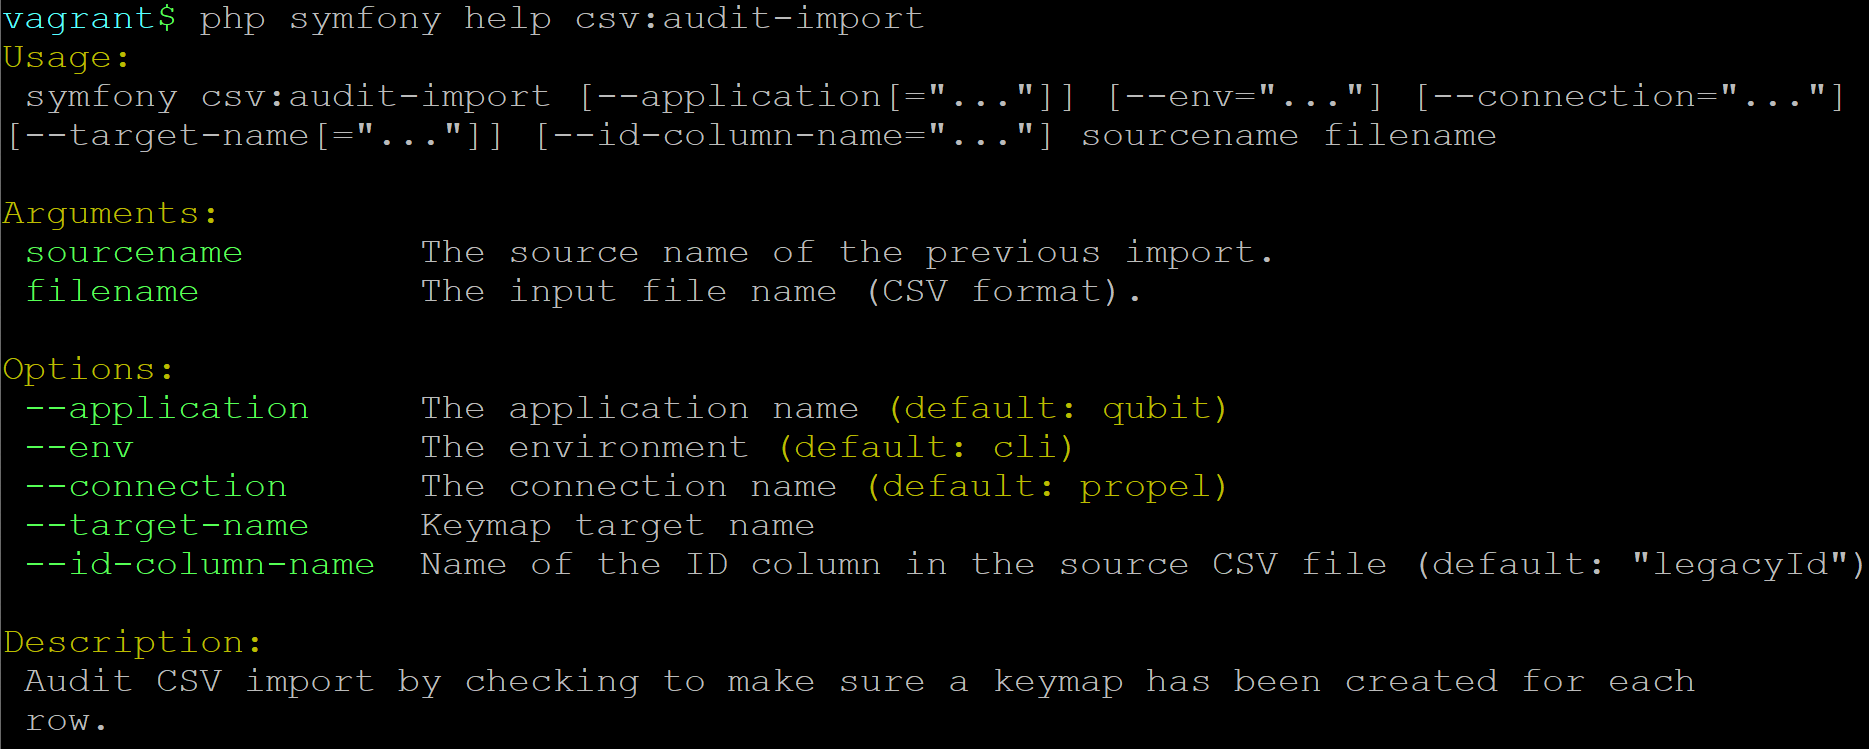 vagrant$ php symfony help csv:audit-import
Usage:
 symfony csv:audit-import [--application[="..."]] [--env="..."] [--connection="..."]
[--target-name[="..."]] [--id-column-name="..."] sourcename filename
Arguments:
 sourcename        The source name of the previous import.
 filename          The input file name (CSV format).
Options:
 --application     The application name (default: qubit)
 --env             The environment (default: cli)
 --connection      The connection name (default: propel)
 --target-name     Keymap target name
 --id-column-name  Name of the ID column in the source CSV file (default: "legacyId")
Description:
 Audit CSV import by checking to make sure a keymap has been created for each
 row.